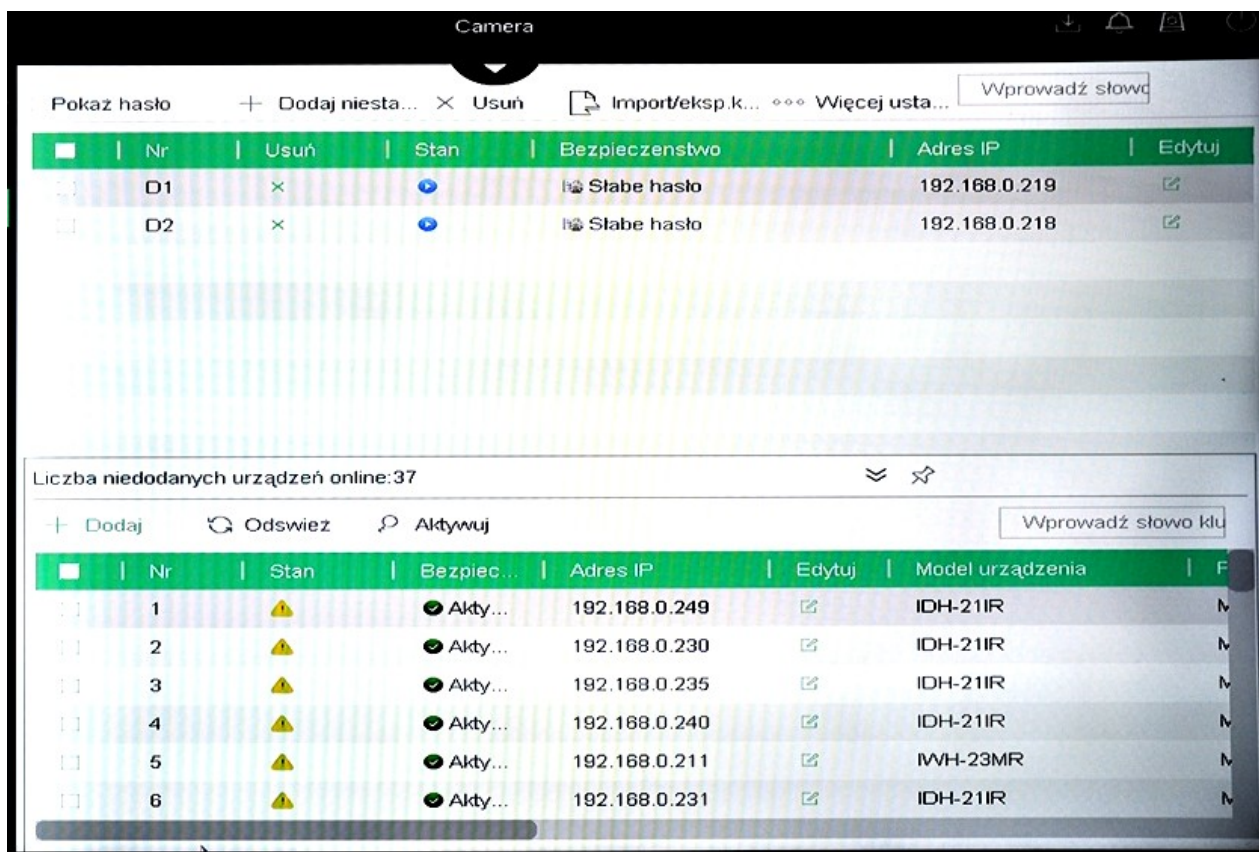 Camera
Pokaż hasło + Dodaj niesta... × Usuń Import/eksp.k... Więcej usta... Wprowadź słowo
Nr Usuń Stan Bezpieczenstwo Adres IP Edytuj
D1 × Słabe hasło 192.168.0.219
D2 × Słabe hasło 192.168.0.218
Liczba niedodanych urządzeń online:37
+ Dodaj Odswież Aktywuj Wprowadź słowo klu
Nr Stan Bezpiec... Adres IP Edytuj Model urządzenia
1 Akty... 192.168.0.249 IDH-21IR
2 Akty... 192.168.0.230 IDH-21IR
3 Akty... 192.168.0.235 IDH-21IR
4 Akty... 192.168.0.240 IDH-21IR
5 Akty... 192.168.0.211 IWH-23MR
6 Akty... 192.168.0.231 IDH-21IR